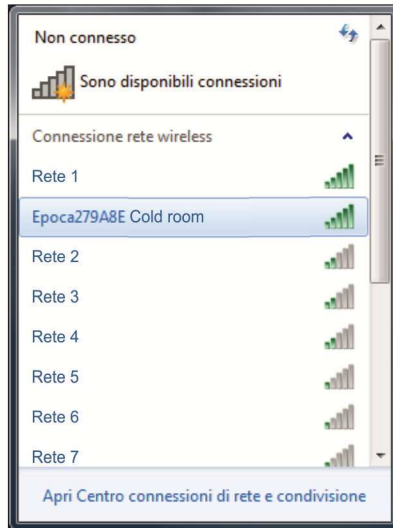 Non connesso
Sono disponibili connessioni
Connessione rete wireless
Rete 1
Epoca279A8E Cold room
Rete 2
Rete 3
Rete 4
Rete 5
Rete 6
Rete 7
Apri Centro connessioni di rete e condivisione